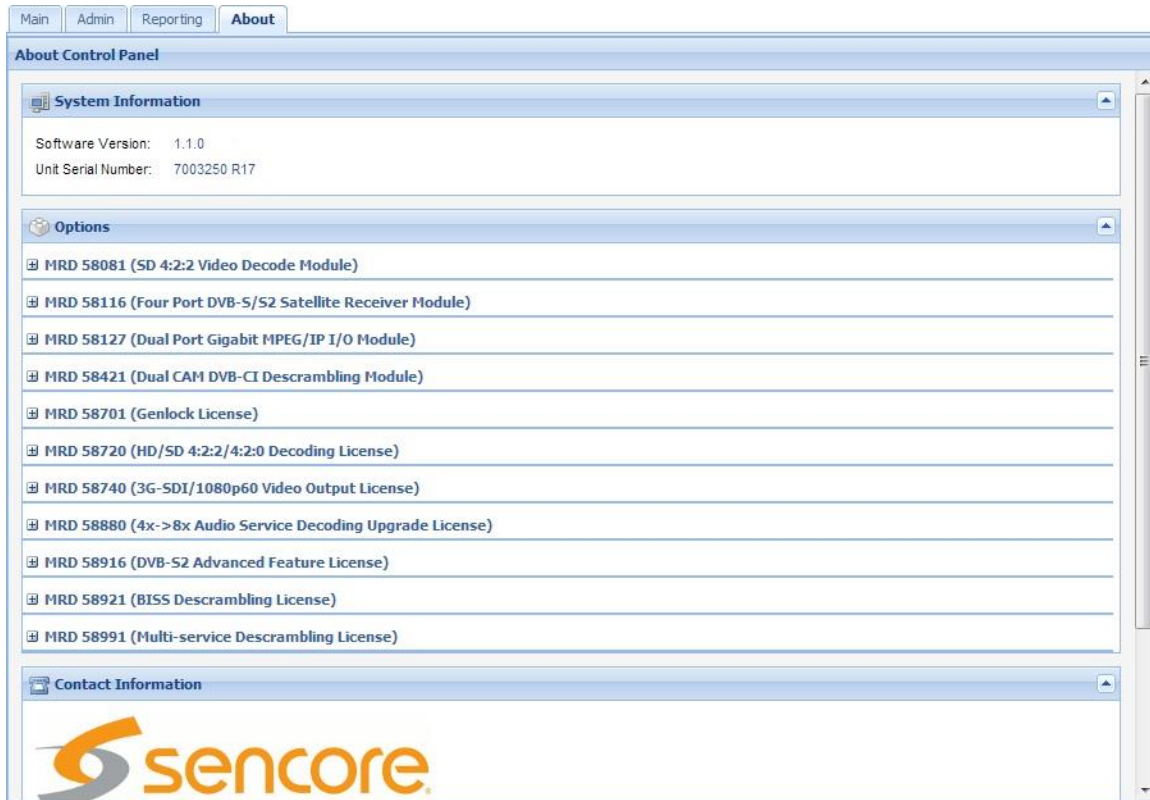 Main Admin Reporting About
About Control Panel
System Information
Software Version: 1.1.0
Unit Serial Number: 7003250 R17
Options
MRD 58081 (SD 4:2:2 Video Decode Module)
MRD 58116 (Four Port DVB-S/S2 Satellite Receiver Module)
MRD 58127 (Dual Port Gigabit MPEG/IP I/O Module)
MRD 58421 (Dual CAM DVB-CI Descrambling Module)
MRD 58701 (Genlock License)
MRD 58720 (HD/SD 4:2:2/4:2:0 Decoding License)
MRD 58740 (3G-SDI/1080p60 Video Output License)
MRD 58880 (4x->8x Audio Service Decoding Upgrade License)
MRD 58916 (DVB-S2 Advanced Feature License)
MRD 58921 (BISS Descrambling License)
MRD 58991 (Multi-service Descrambling License)
Contact Information
sencore